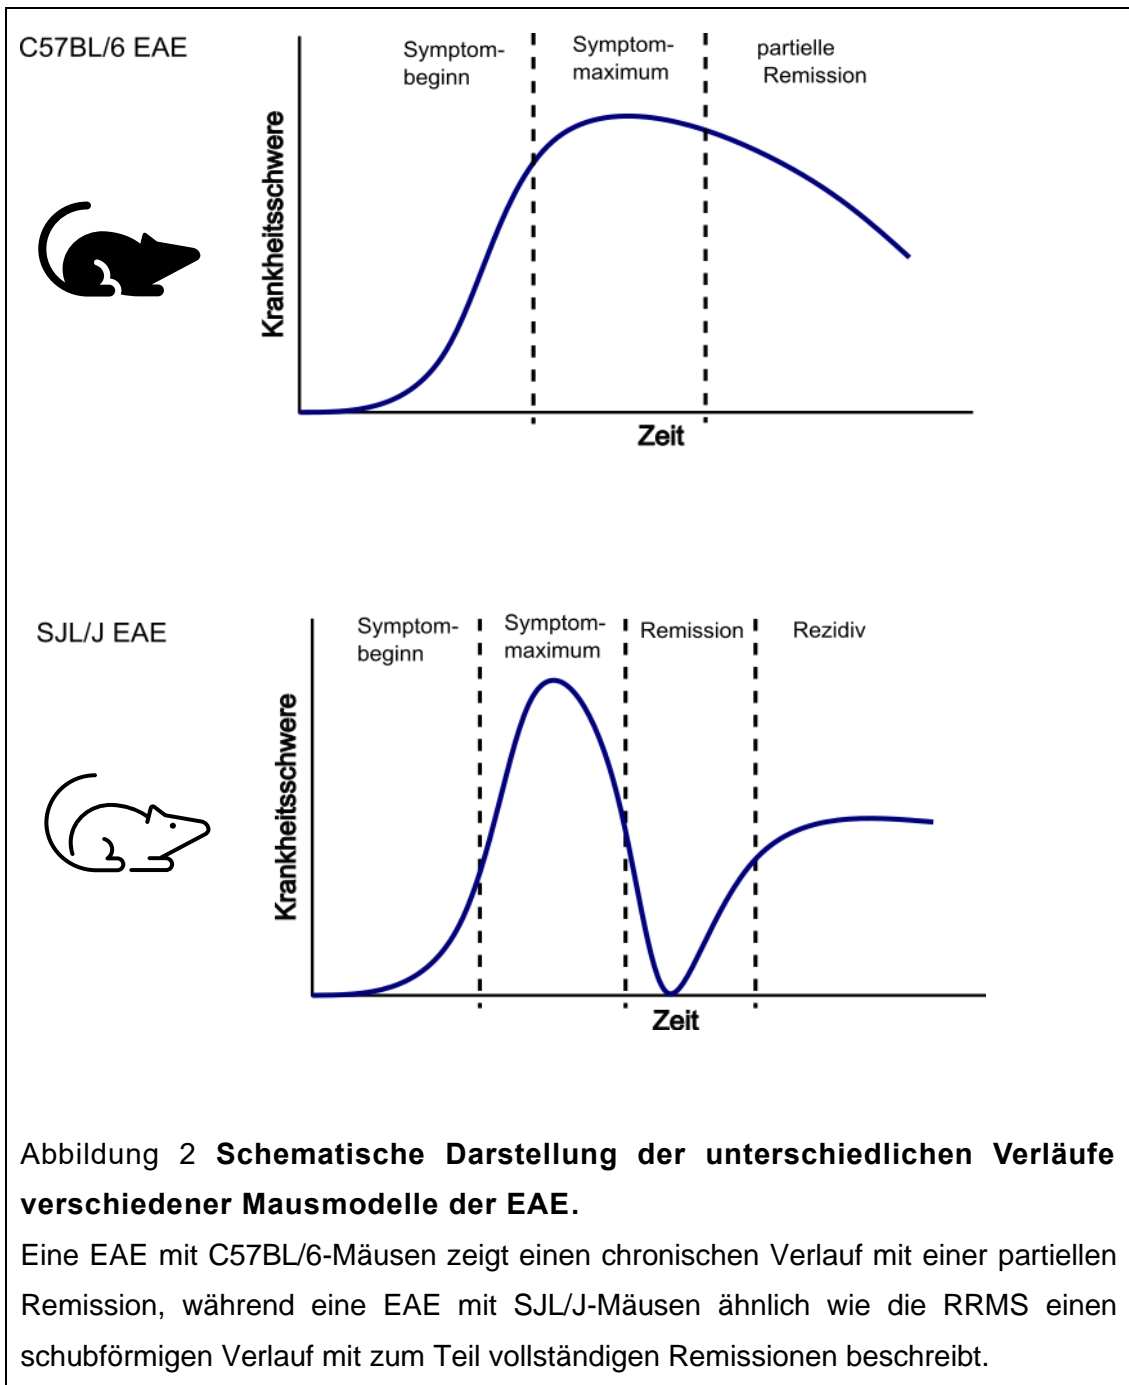 C57BL/6 EAE
Symptom-
beginn
Symptom-
maximum
partielle
Remission
Krankheitsschwere
Zeit
SJL/J EAE
Symptom-
beginn
Symptom-
maximum
Remission
Rezidiv
Krankheitsschwere
Zeit
Abbildung 2 Schematische Darstellung der unterschiedlichen Verläufe
verschiedener Mausmodelle der EAE.
Eine EAE mit C57BL/6-Mäusen zeigt einen chronischen Verlauf mit einer partiellen
Remission, während eine EAE mit SJL/J-Mäusen ähnlich wie die RRMS einen
schubförmigen Verlauf mit zum Teil vollständigen Remissionen beschreibt.